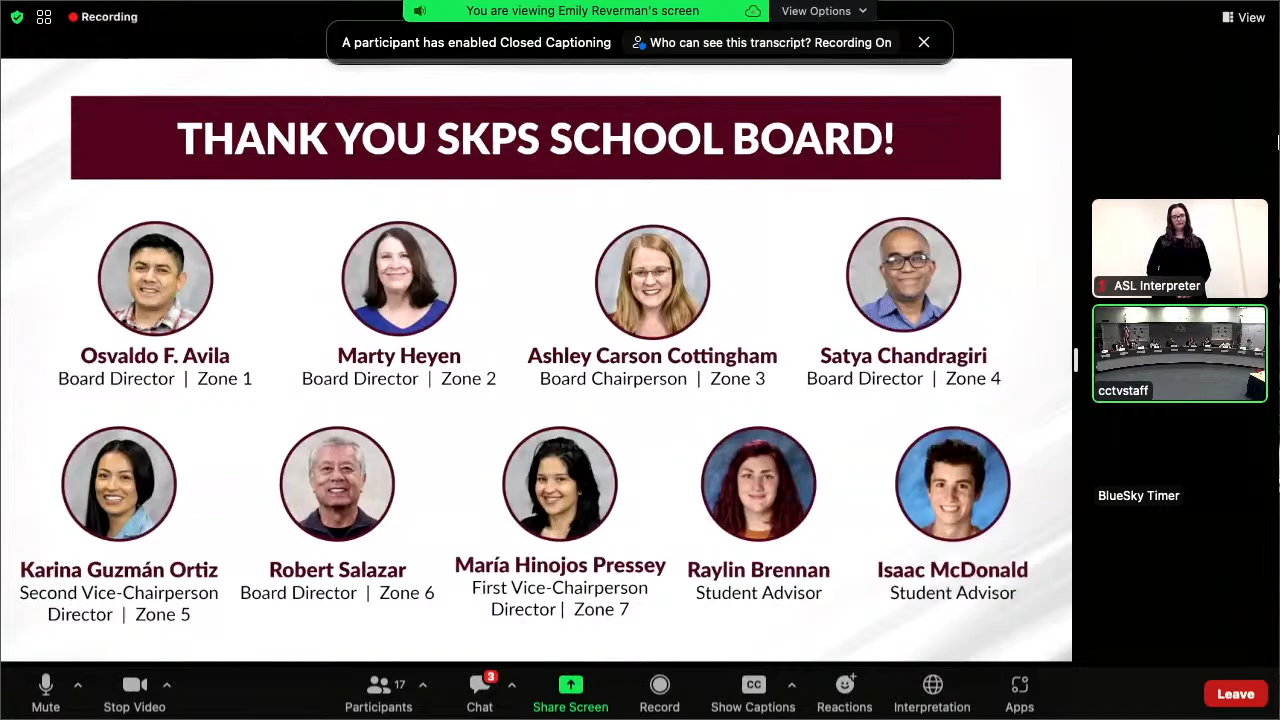 Recording
You are viewing Emily Reverman's screen
View Options
View
A participant has enabled Closed Captioning
Who can see this transcript? Recording On
THANK YOU SKPS SCHOOL BOARD!
Osvaldo F. Avila
Board Director | Zone 1
Marty Heyen
Board Director | Zone 2
Ashley Carson Cottingham
Board Chairperson | Zone 3
Satya Chandragiri
Board Director | Zone 4
Karina Guzmán Ortiz
Second Vice-Chairperson
Director | Zone 5
Robert Salazar
Board Director | Zone 6
María Hinojos Pressey
First Vice-Chairperson
Director | Zone 7
Raylin Brennan
Student Advisor
Isaac McDonald
Student Advisor
ASL Interpreter
cctvstaff
BlueSky Timer
Mute
Stop Video
17
Participants
3
Chat
Share Screen
Record
CC
Show Captions
Reactions
Interpretation
Apps
Leave